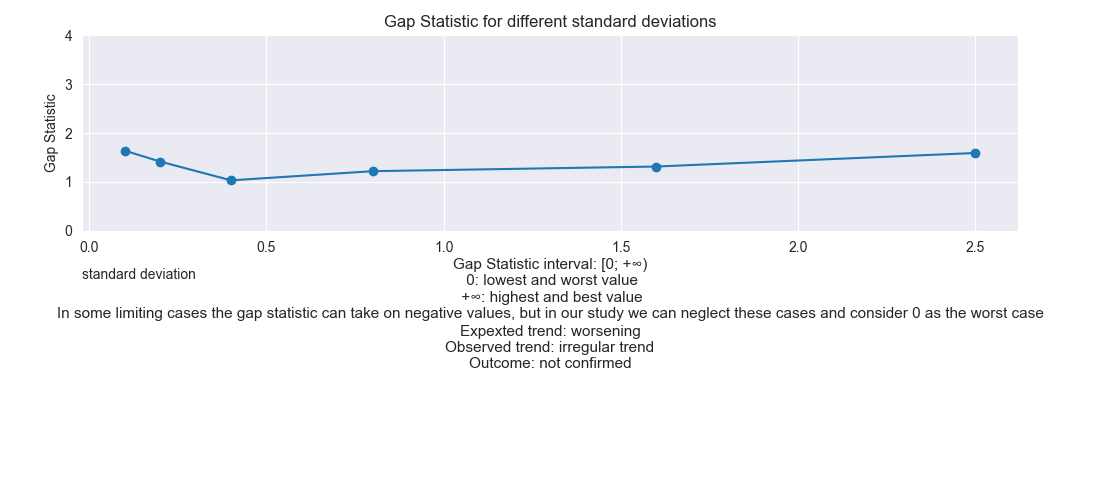 Gap Statistic for different standard deviations
4
3
2
1
0
Gap Statistic
0.0 0.5 1.0 1.5 2.0 2.5
standard deviation
Gap Statistic interval: [0; +∞)
0: lowest and worst value
+∞: highest and best value
In some limiting cases the gap statistic can take on negative values, but in our study we can neglect these cases and consider 0 as the worst case
Expexted trend: worsening
Observed trend: irregular trend
Outcome: not confirmed